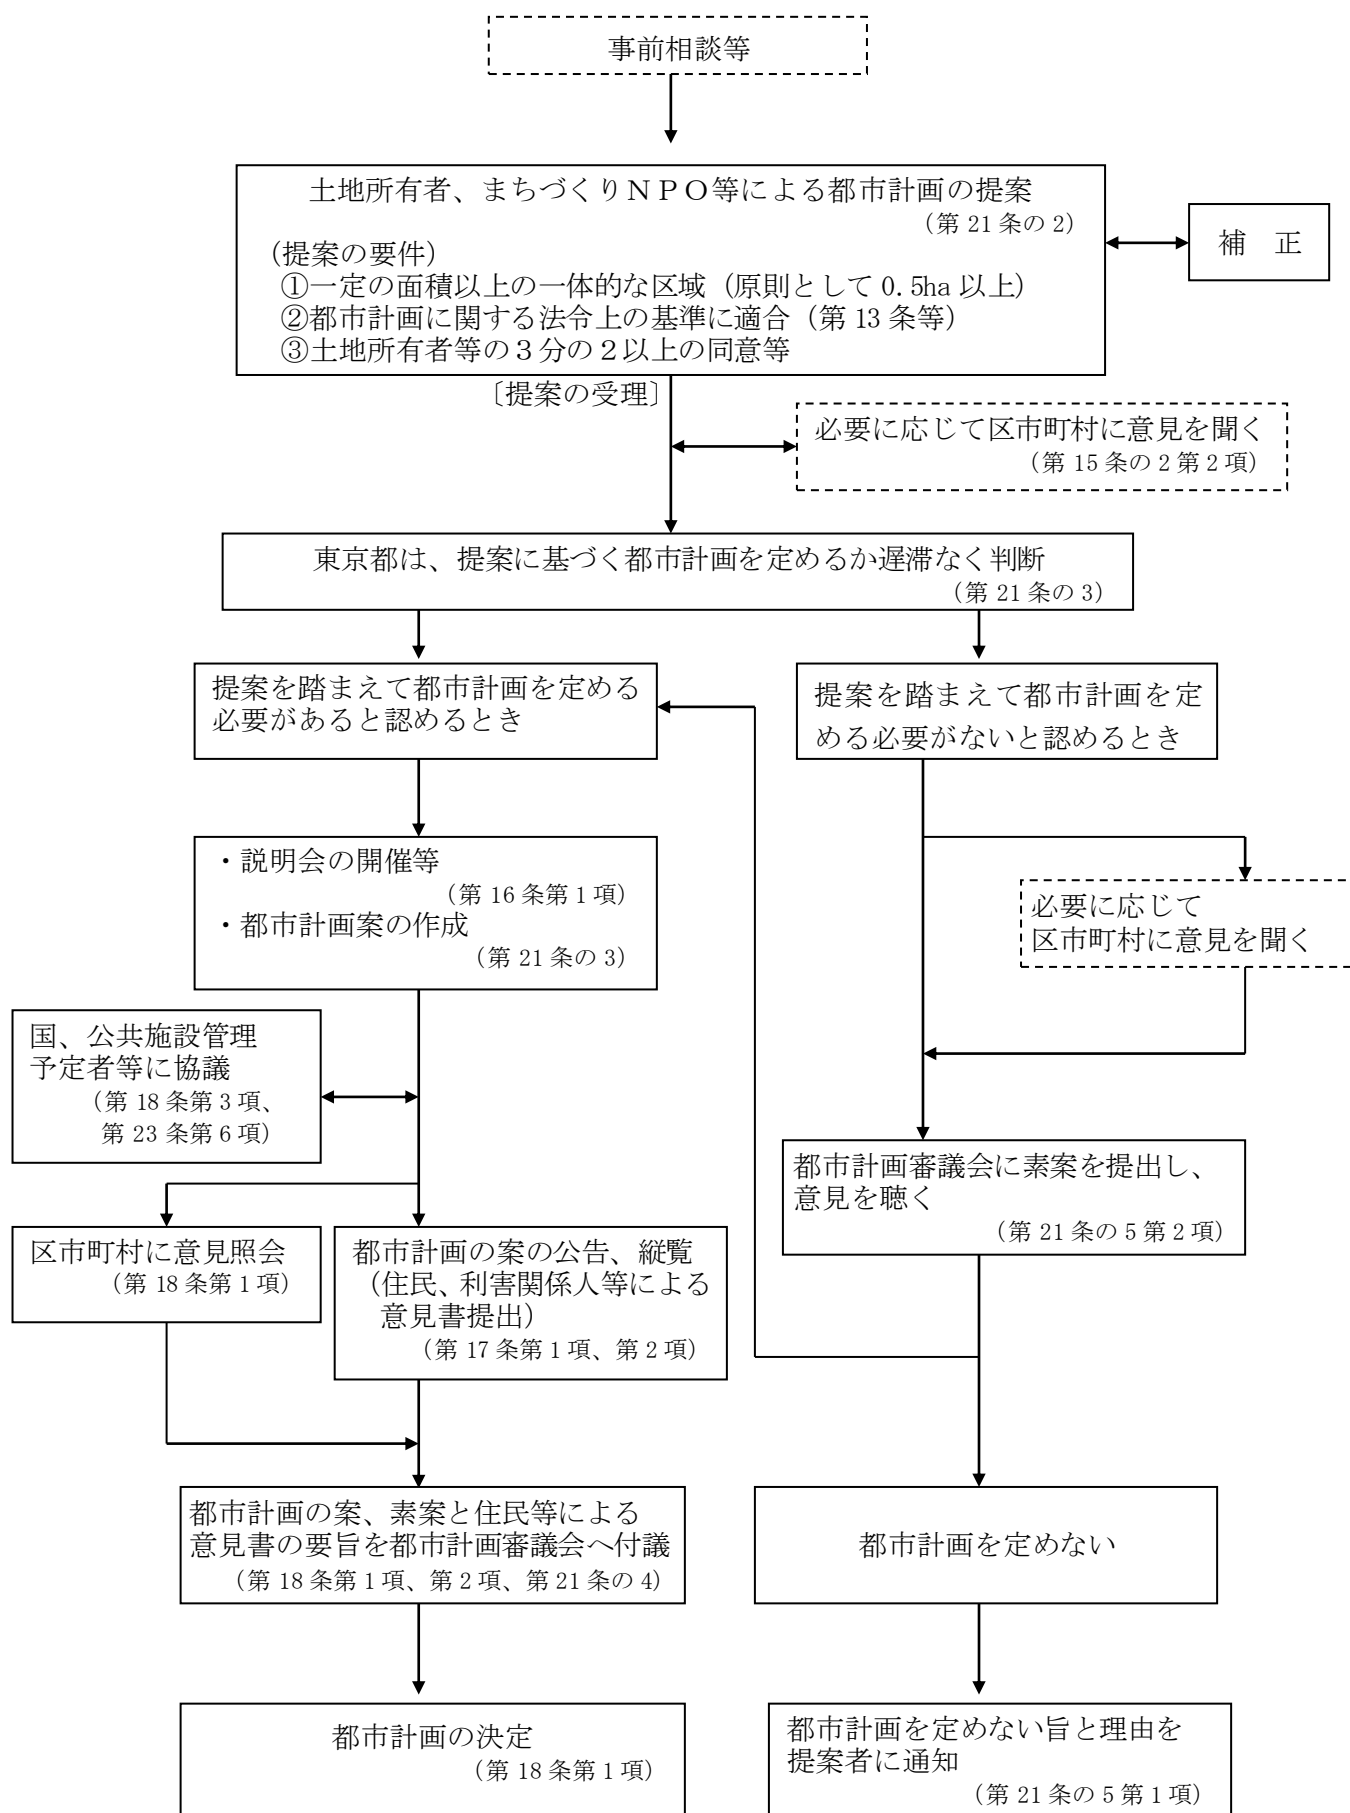 事前相談等
土地所有者、まちづくりＮＰＯ等による都市計画の提案
（第 21 条の 2）
（提案の要件）
①一定の面積以上の一体的な区域（原則として 0.5ha 以上）
②都市計画に関する法令上の基準に適合（第 13 条等）
③土地所有者等の３分の２以上の同意等
補　正
〔提案の受理〕
必要に応じて区市町村に意見を聞く
（第 15 条の 2 第 2 項）
東京都は、提案に基づく都市計画を定めるか遅滞なく判断
（第 21 条の 3）
提案を踏まえて都市計画を定める
必要があると認めるとき
提案を踏まえて都市計画を定
める必要がないと認めるとき
・説明会の開催等
（第 16 条第 1 項）
・都市計画案の作成
（第 21 条の 3）
必要に応じて
区市町村に意見を聞く
国、公共施設管理
予定者等に協議
（第 18 条第 3 項、
第 23 条第 6 項）
都市計画審議会に素案を提出し、
意見を聴く
（第 21 条の 5 第 2 項）
区市町村に意見照会
（第 18 条第 1 項）
都市計画の案の公告、縦覧
（住民、利害関係人等による
意見書提出）
（第 17 条第 1 項、第 2 項）
都市計画の案、素案と住民等による
意見書の要旨を都市計画審議会へ付議
（第 18 条第 1 項、第 2 項、第 21 条の 4）
都市計画を定めない
都市計画の決定
（第 18 条第 1 項）
都市計画を定めない旨と理由を
提案者に通知
（第 21 条の 5 第 1 項）